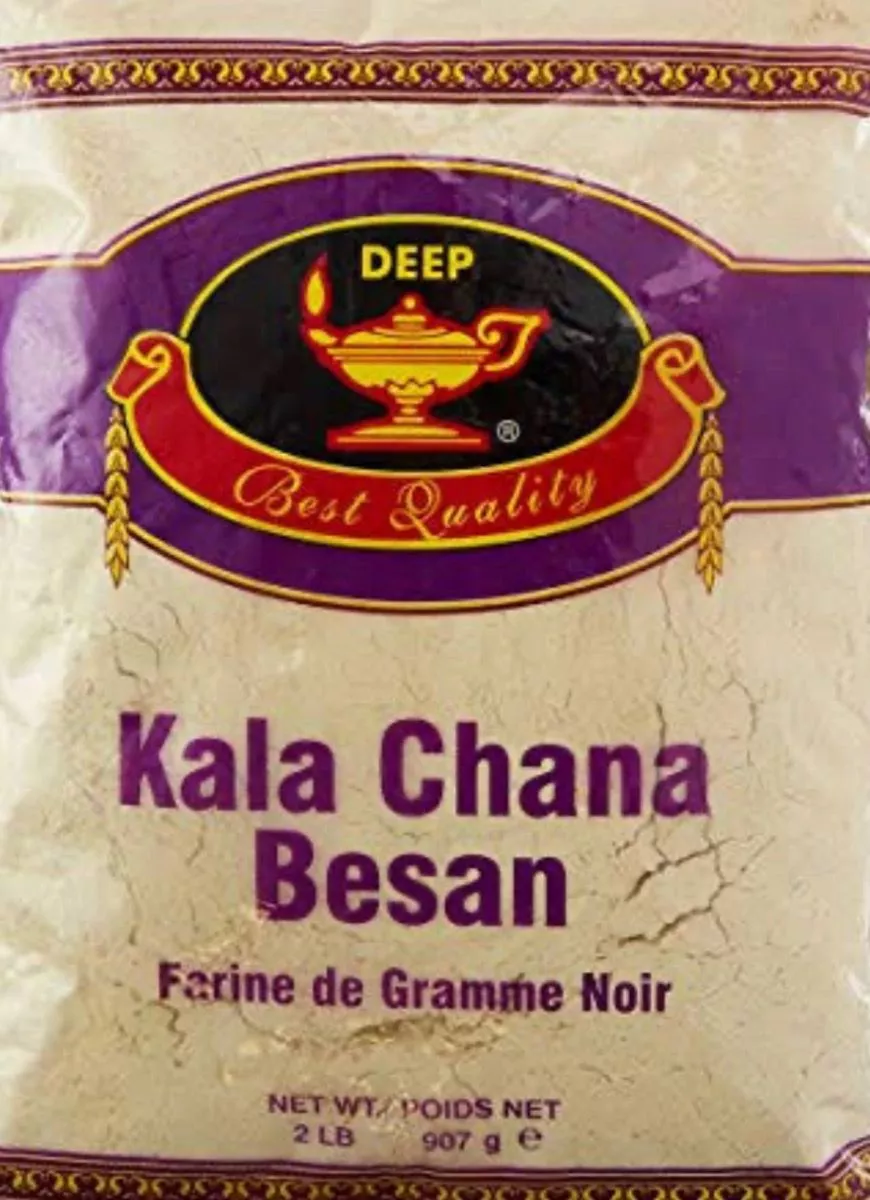 DEEP
®
Best Quality
Kala Chana
Besan
Farine de Gramme Noir
NET WT./ POIDS NET
2 LB 907 g ℮